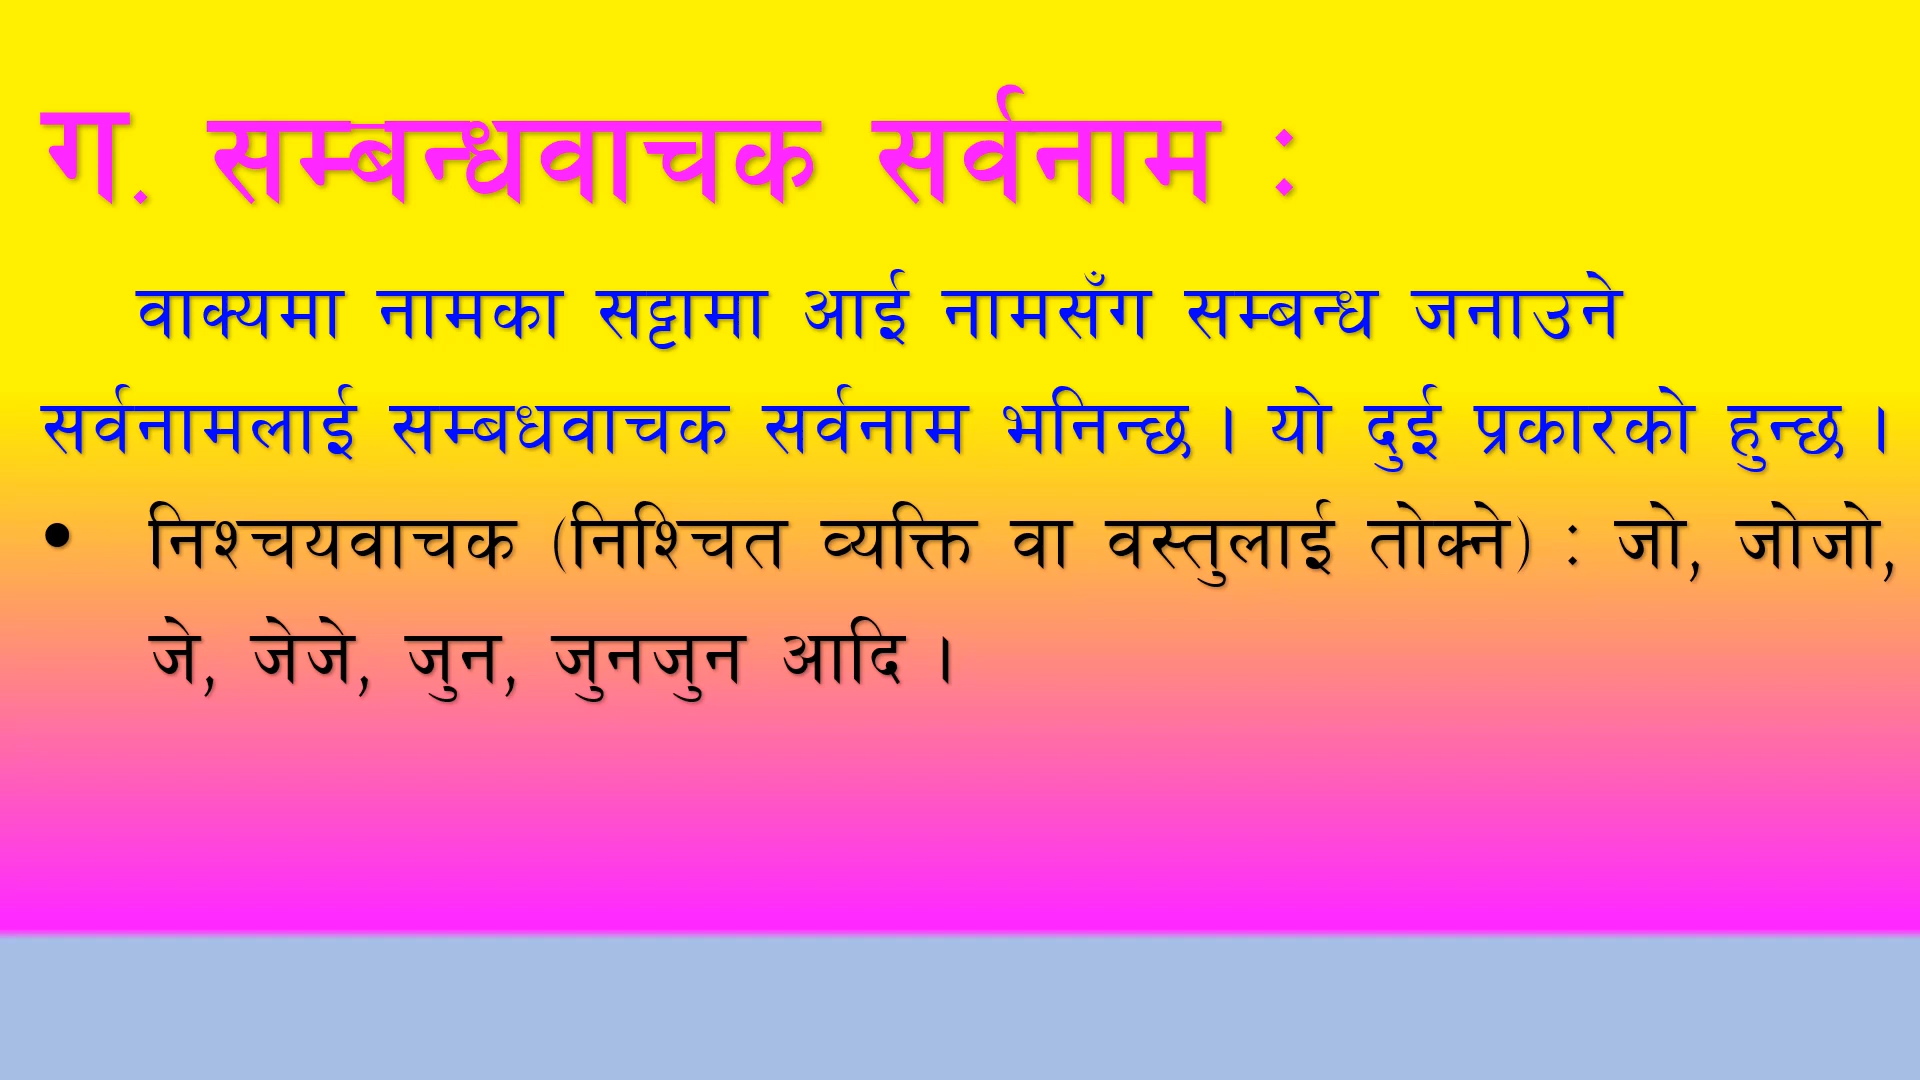 ग. सम्बन्धवाचक सर्वनाम :
वाक्यमा नामका सट्टामा आई नामसँग सम्बन्ध जनाउने
सर्वनामलाई सम्बधवाचक सर्वनाम भनिन्छ । यो दुई प्रकारको हुन्छ ।
• निश्चयवाचक (निश्चित व्यक्ति वा वस्तुलाई तोक्ने) : जो, जोजो,
जे, जेजे, जुन, जुनजुन आदि ।